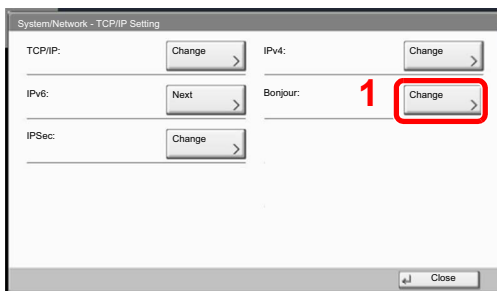 System/Network - TCP/IP Setting
TCP/IP: Change IPv4: Change
IPv6: Next Bonjour: 1 Change
IPSec: Change
Close